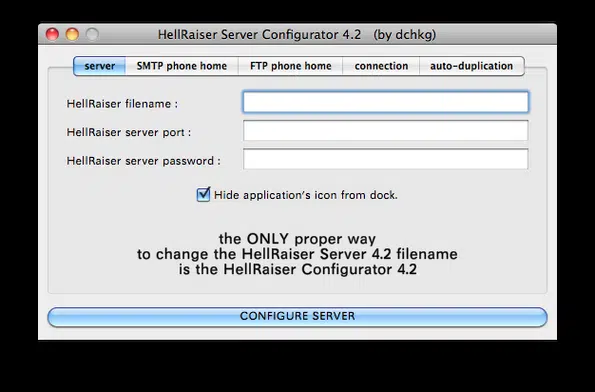 HellRaiser Server Configurator 4.2 (by dchkg)
server SMTP phone home FTP phone home connection auto-duplication
HellRaiser filename :
HellRaiser server port :
HellRaiser server password :
Hide application's icon from dock.
the ONLY proper way
to change the HellRaiser Server 4.2 filename
is the HellRaiser Configurator 4.2
CONFIGURE SERVER